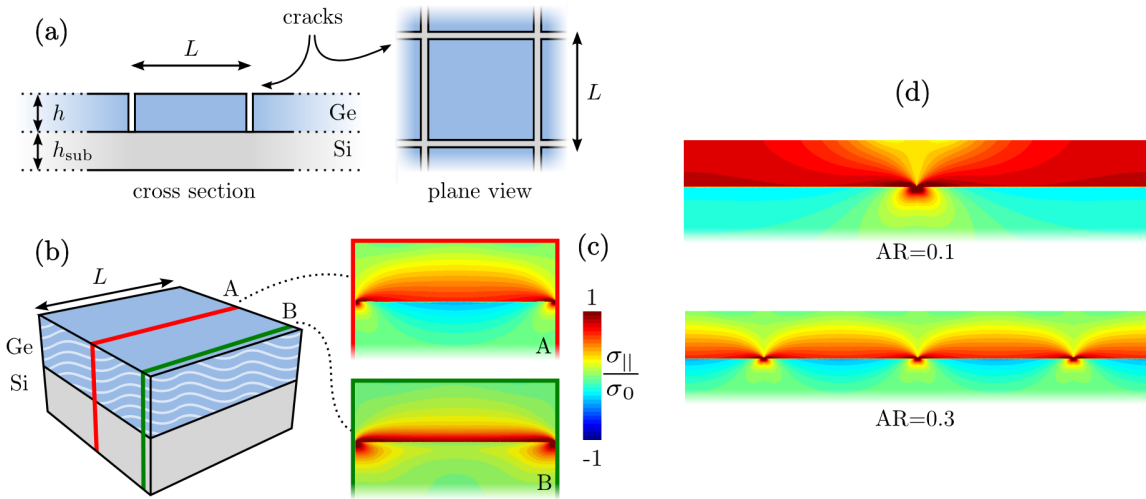 (a)
cracks
L
h
Ge
h_sub
Si
cross section
L
plane view
(b)
L
A
B
Ge
Si
(c)
A
B
1
σ_||
σ_0
-1
(d)
AR=0.1
AR=0.3